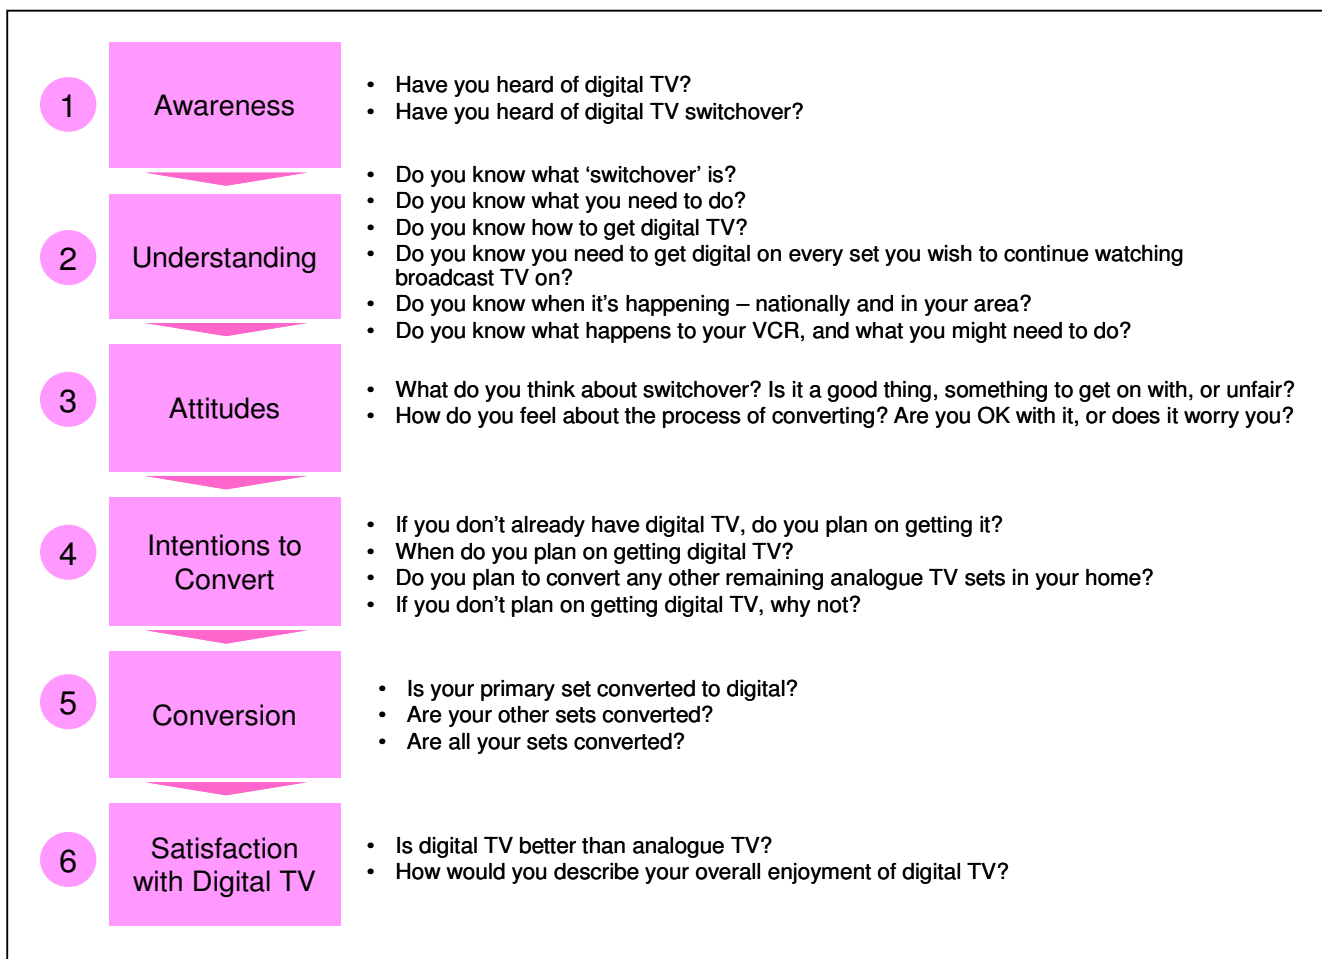 1
Awareness
• Have you heard of digital TV?
• Have you heard of digital TV switchover?
2
Understanding
• Do you know what ‘switchover’ is?
• Do you know what you need to do?
• Do you know how to get digital TV?
• Do you know you need to get digital on every set you wish to continue watching
broadcast TV on?
• Do you know when it’s happening – nationally and in your area?
• Do you know what happens to your VCR, and what you might need to do?
3
Attitudes
• What do you think about switchover? Is it a good thing, something to get on with, or unfair?
• How do you feel about the process of converting? Are you OK with it, or does it worry you?
4
Intentions to
Convert
• If you don’t already have digital TV, do you plan on getting it?
• When do you plan on getting digital TV?
• Do you plan to convert any other remaining analogue TV sets in your home?
• If you don’t plan on getting digital TV, why not?
5
Conversion
• Is your primary set converted to digital?
• Are your other sets converted?
• Are all your sets converted?
6
Satisfaction
with Digital TV
• Is digital TV better than analogue TV?
• How would you describe your overall enjoyment of digital TV?